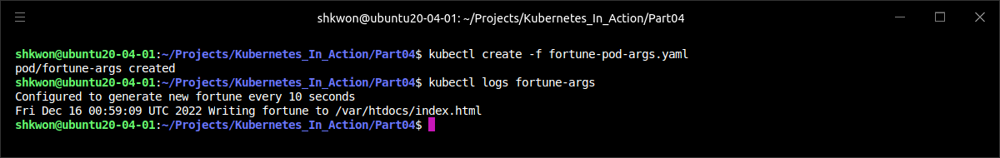 shkwon@ubuntu20-04-01: ~/Projects/Kubernetes_In_Action/Part04
shkwon@ubuntu20-04-01:~/Projects/Kubernetes_In_Action/Part04$ kubectl create -f fortune-pod-args.yaml
pod/fortune-args created
shkwon@ubuntu20-04-01:~/Projects/Kubernetes_In_Action/Part04$ kubectl logs fortune-args
Configured to generate new fortune every 10 seconds
Fri Dec 16 00:59:09 UTC 2022 Writing fortune to /var/htdocs/index.html
shkwon@ubuntu20-04-01:~/Projects/Kubernetes_In_Action/Part04$